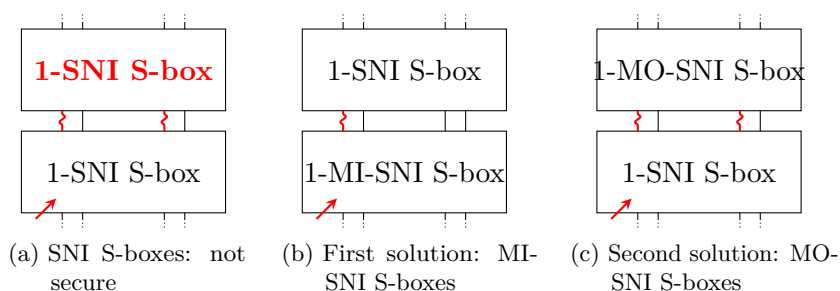 1-SNI S-box
1-SNI S-box
(a) SNI S-boxes: not
secure
1-SNI S-box
1-MI-SNI S-box
(b) First solution: MI-
SNI S-boxes
1-MO-SNI S-box
1-SNI S-box
(c) Second solution: MO-
SNI S-boxes